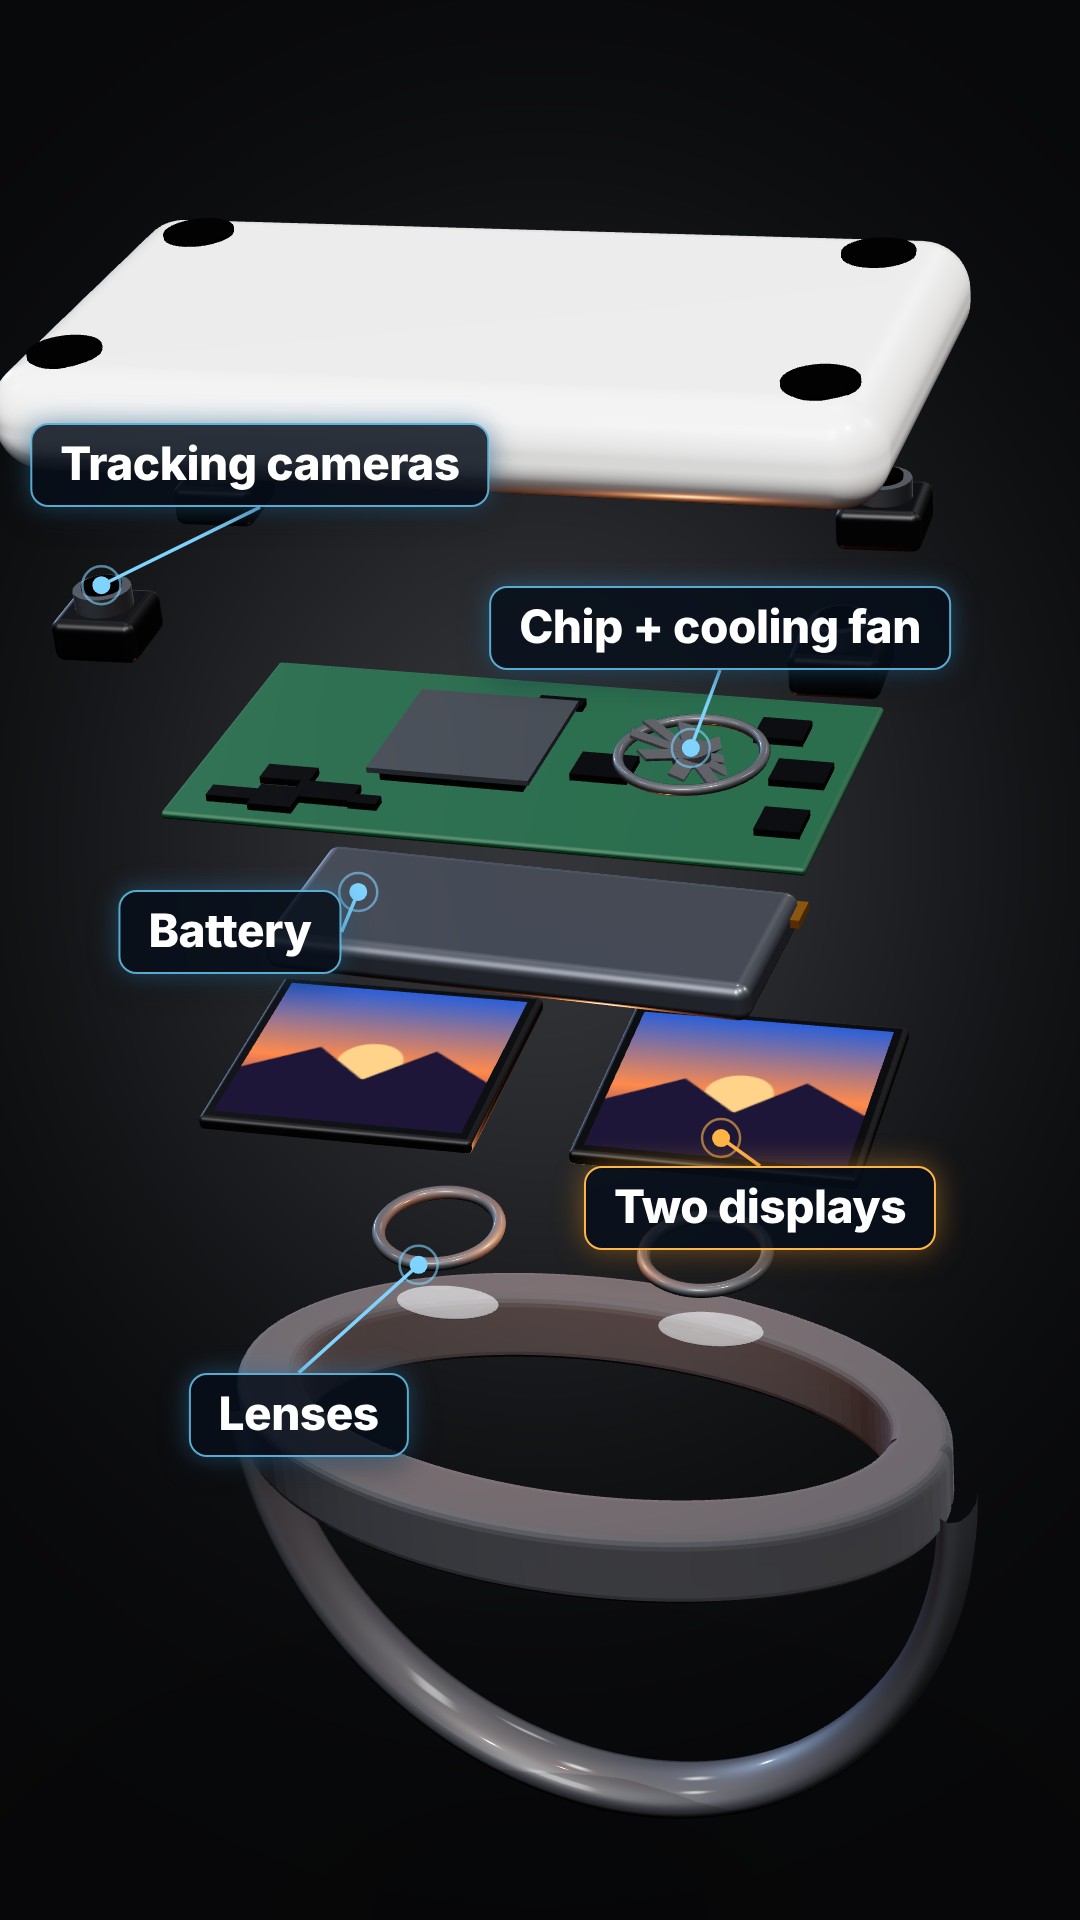 Tracking cameras
Chip + cooling fan
Battery
Two displays
Lenses